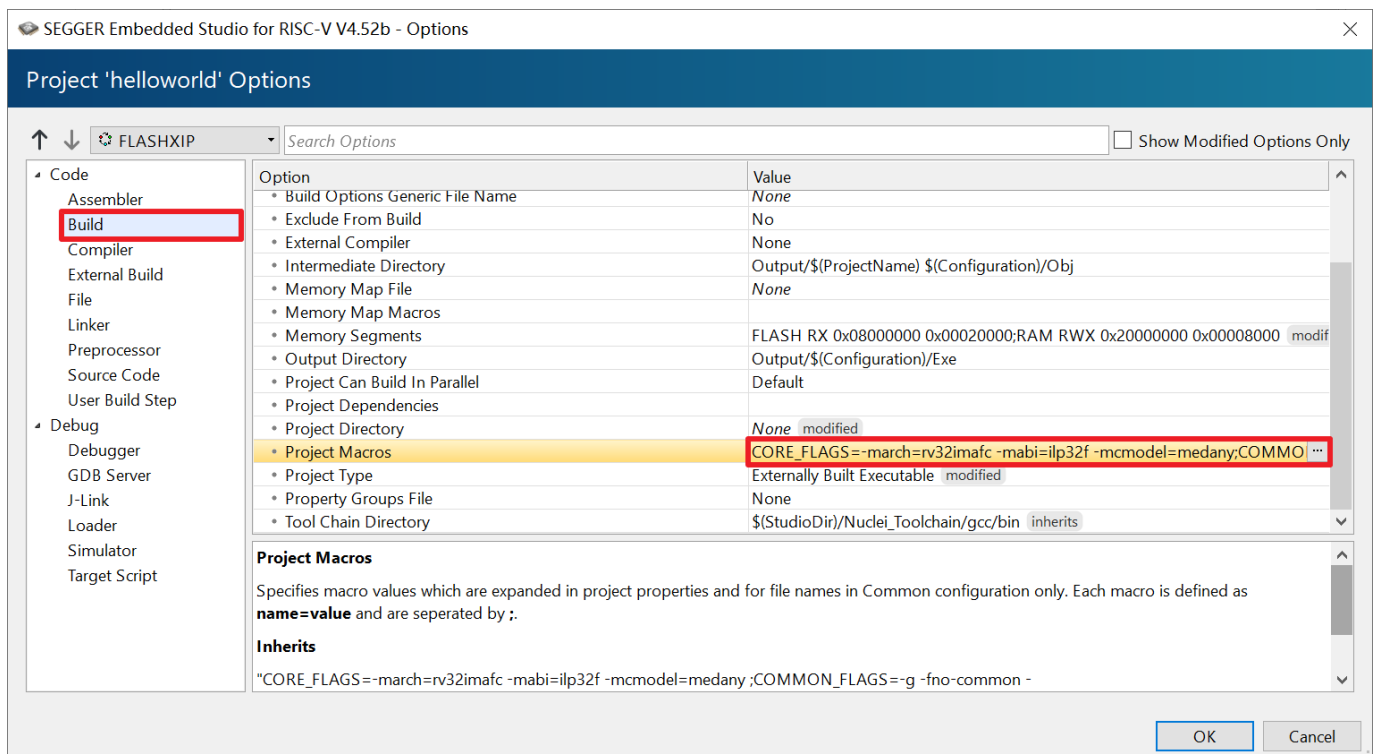 SEGGER Embedded Studio for RISC-V V4.52b - Options
Project 'helloworld' Options
FLASHXIP
Search Options
Show Modified Options Only
Code
Assembler
Build
Compiler
External Build
File
Linker
Preprocessor
Source Code
User Build Step
Debug
Debugger
GDB Server
J-Link
Loader
Simulator
Target Script
Option Value
Build Options Generic File Name None
Exclude From Build No
External Compiler None
Intermediate Directory Output/$(ProjectName) $(Configuration)/Obj
Memory Map File None
Memory Map Macros
Memory Segments FLASH RX 0x08000000 0x00020000;RAM RWX 0x20000000 0x00008000 modif
Output Directory Output/$(Configuration)/Exe
Project Can Build In Parallel Default
Project Dependencies
Project Directory None modified
Project Macros CORE_FLAGS=-march=rv32imafc -mabi=ilp32f -mcmodel=medany;COMMO ...
Project Type Externally Built Executable modified
Property Groups File None
Tool Chain Directory $(StudioDir)/Nuclei_Toolchain/gcc/bin inherits
Project Macros
Specifies macro values which are expanded in project properties and for file names in Common configuration only. Each macro is defined as
name=value and are seperated by ;.
Inherits
"CORE_FLAGS=-march=rv32imafc -mabi=ilp32f -mcmodel=medany ;COMMON_FLAGS=-g -fno-common -
OK
Cancel